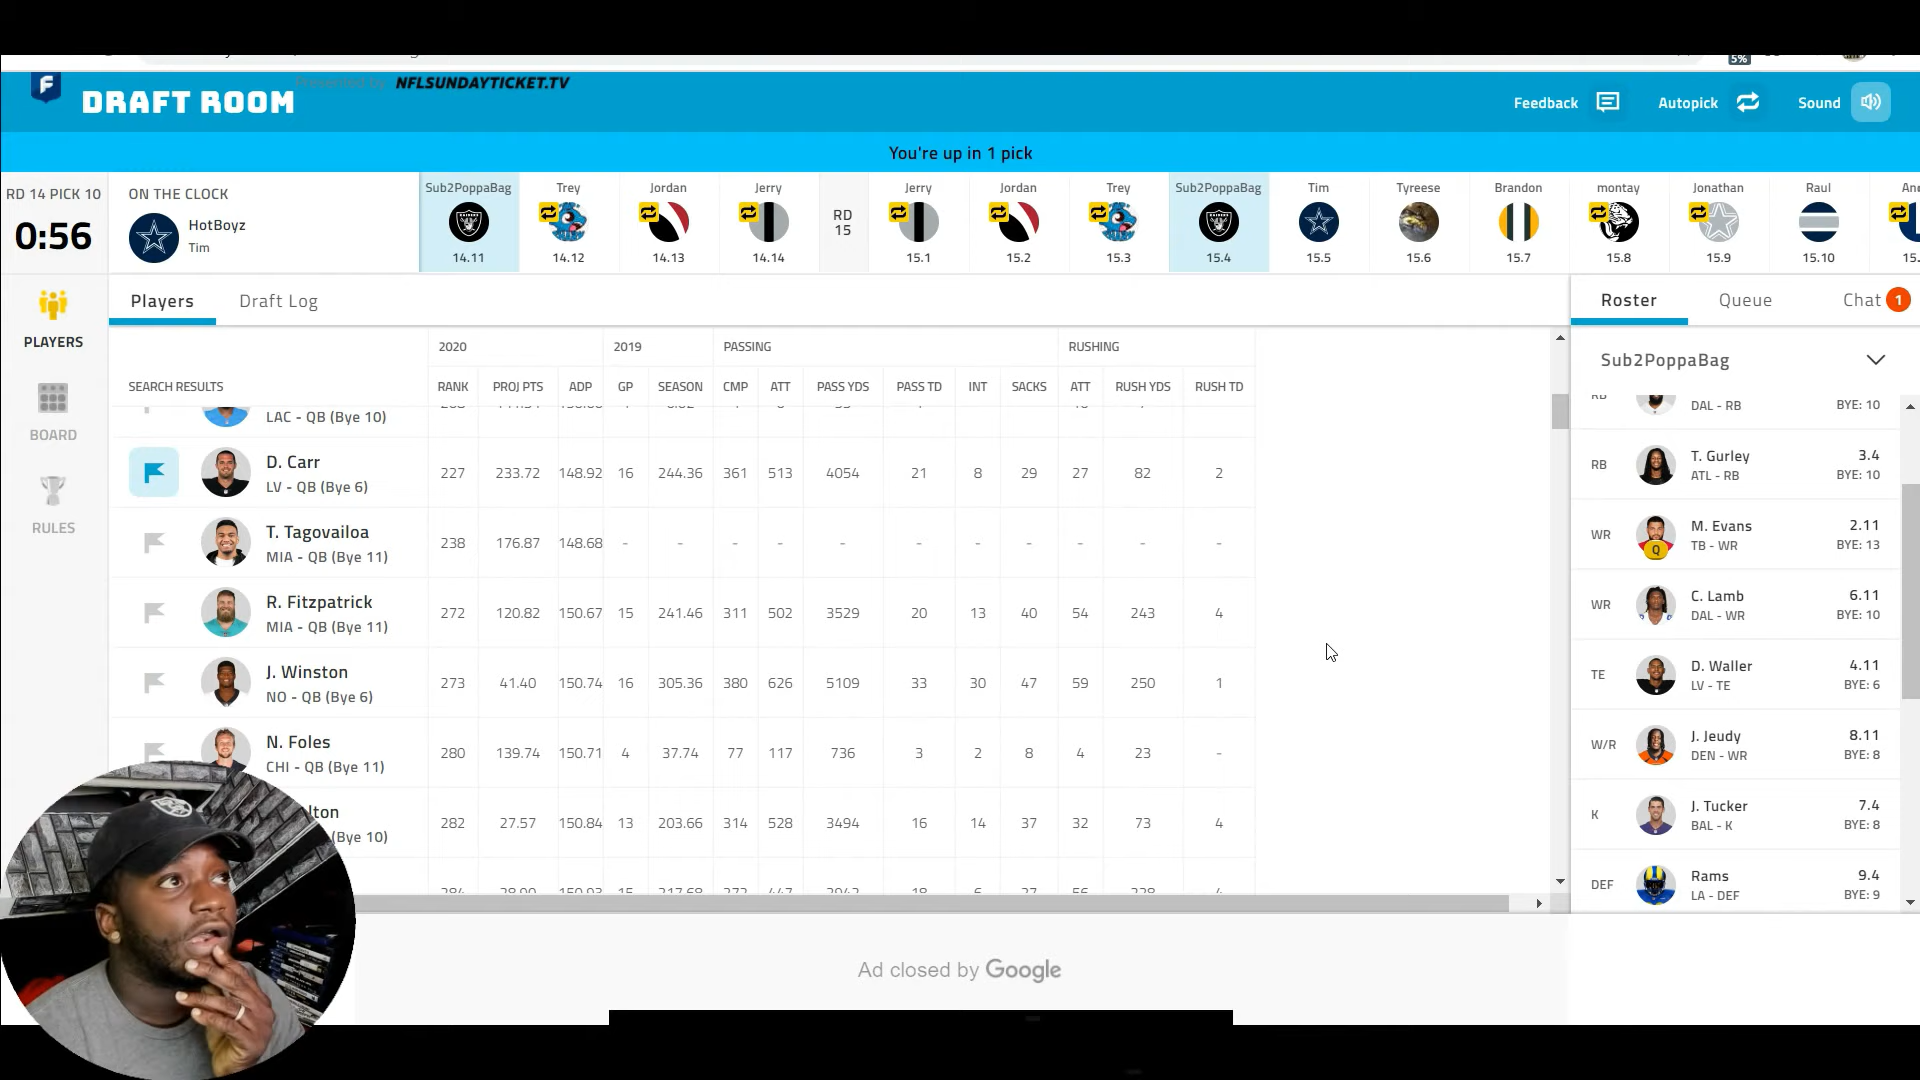 5%
Presented by NFLSUNDAYTICKET.TV
DRAFT ROOM
Feedback Autopick Sound
You're up in 1 pick
RD 14 PICK 10
0:56
ON THE CLOCK
HotBoyz
Tim
Sub2PoppaBag Trey Jordan Jerry RD 15 Jerry Jordan Trey Sub2PoppaBag Tim Tyreese Brandon montay Jonathan Raul
14.11 14.12 14.13 14.14 15.1 15.2 15.3 15.4 15.5 15.6 15.7 15.8 15.9 15.10
PLAYERS
BOARD
RULES
Players Draft Log
2020 2019 PASSING RUSHING
SEARCH RESULTS RANK PROJ PTS ADP GP SEASON CMP ATT PASS YDS PASS TD INT SACKS ATT RUSH YDS RUSH TD
LAC - QB (Bye 10)
D. Carr
LV - QB (Bye 6)
227 233.72 148.92 16 244.36 361 513 4054 21 8 29 27 82 2
T. Tagovailoa
MIA - QB (Bye 11)
238 176.87 148.68 - - - - - - - - - - -
R. Fitzpatrick
MIA - QB (Bye 11)
272 120.82 150.67 15 241.46 311 502 3529 20 13 40 54 243 4
J. Winston
NO - QB (Bye 6)
273 41.40 150.74 16 305.36 380 626 5109 33 30 47 59 250 1
N. Foles
CHI - QB (Bye 11)
280 139.74 150.71 4 37.74 77 117 736 3 2 8 4 23 -
lton
(Bye 10)
282 27.57 150.84 13 203.66 314 528 3494 16 14 37 32 73 4
Roster Queue Chat 1
Sub2PoppaBag
RB DAL - RB BYE: 10
RB T. Gurley 3.4
ATL - RB BYE: 10
WR M. Evans 2.11
Q TB - WR BYE: 13
WR C. Lamb 6.11
DAL - WR BYE: 10
TE D. Waller 4.11
LV - TE BYE: 6
W/R J. Jeudy 8.11
DEN - WR BYE: 8
K J. Tucker 7.4
BAL - K BYE: 8
DEF Rams 9.4
LA - DEF BYE: 9
Ad closed by Google